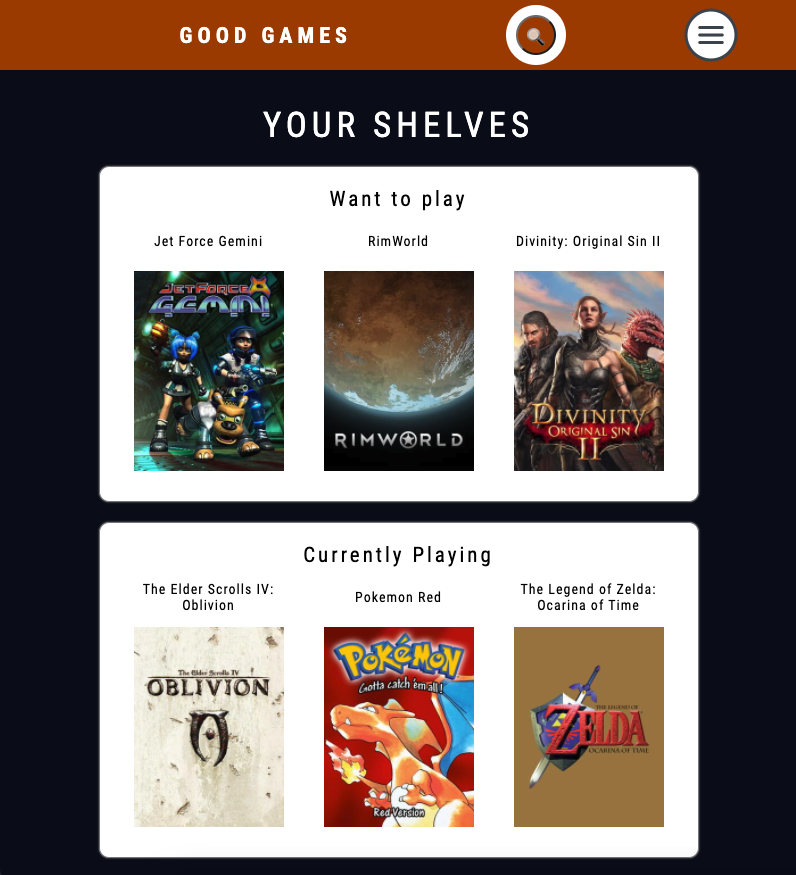 GOOD GAMES
YOUR SHELVES
Want to play
Jet Force Gemini
RimWorld
Divinity: Original Sin II
JET FORCE
GEMINI
RIMWORLD
DIVINITY
ORIGINAL SIN
II
Currently Playing
The Elder Scrolls IV:
Oblivion
Pokemon Red
The Legend of Zelda:
Ocarina of Time
The Elder Scrolls IV
OBLIVION
POKéMON
Gotta catch 'em all!
Red Version
THE LEGEND OF
ZELDA
OCARINA OF TIME